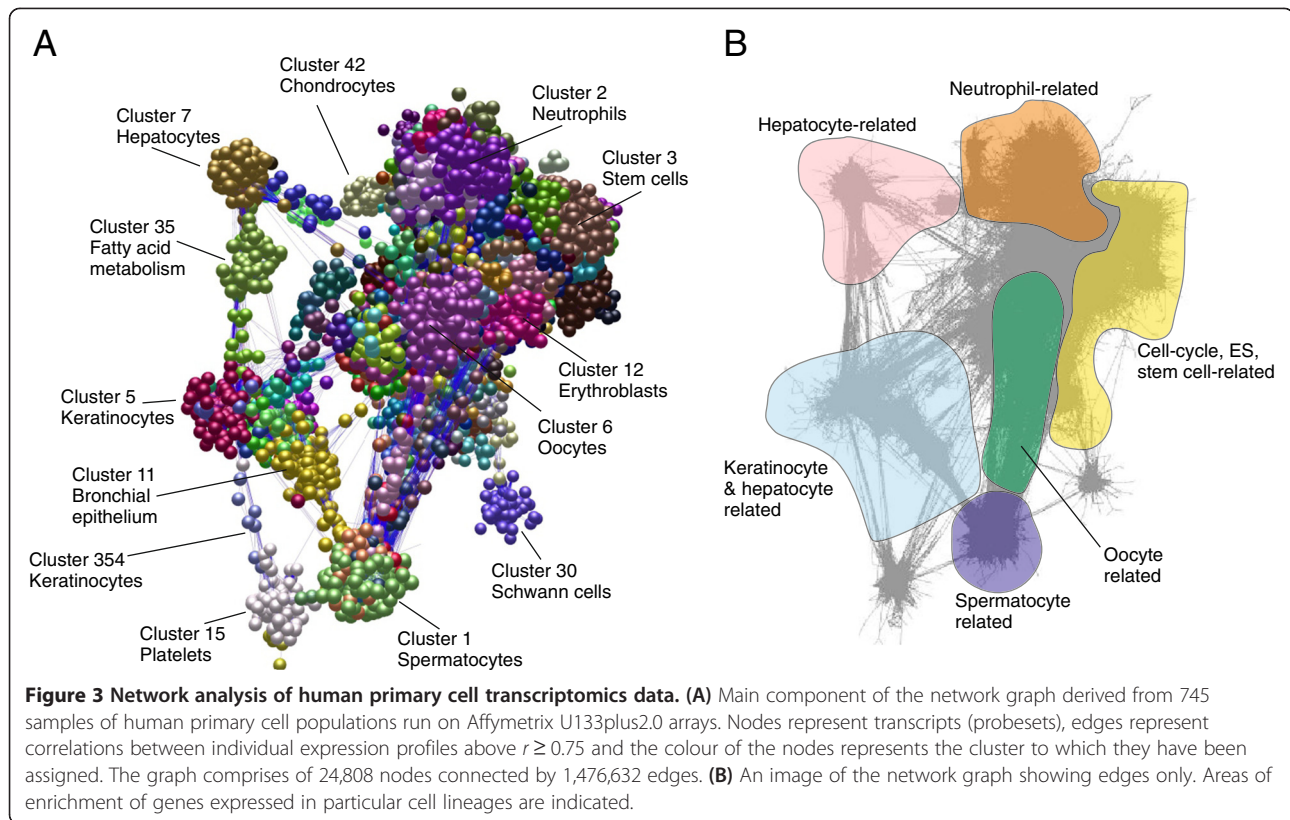 A
Cluster 42
Chondrocytes
Cluster 7
Hepatocytes
Cluster 2
Neutrophils
Cluster 3
Stem cells
Cluster 35
Fatty acid
metabolism
Cluster 12
Erythroblasts
Cluster 5
Keratinocytes
Cluster 6
Oocytes
Cluster 11
Bronchial
epithelium
Cluster 354
Keratinocytes
Cluster 30
Schwann cells
Cluster 15
Platelets
Cluster 1
Spermatocytes
B
Neutrophil-related
Hepatocyte-related
Cell-cycle, ES,
stem cell-related
Keratinocyte
& hepatocyte
related
Oocyte
related
Spermatocyte
related
Figure 3 Network analysis of human primary cell transcriptomics data. (A) Main component of the network graph derived from 745
samples of human primary cell populations run on Affymetrix U133plus2.0 arrays. Nodes represent transcripts (probesets), edges represent
correlations between individual expression profiles above r ≥ 0.75 and the colour of the nodes represents the cluster to which they have been
assigned. The graph comprises of 24,808 nodes connected by 1,476,632 edges. (B) An image of the network graph showing edges only. Areas of
enrichment of genes expressed in particular cell lineages are indicated.